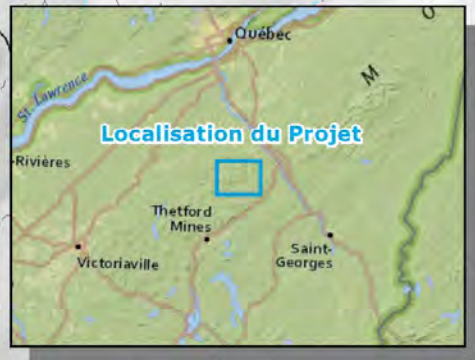 Québec
O
M
St. Lawrence
Localisation du Projet
-Rivières
Thetford
Mines
Saint-
Georges
Victoriaville